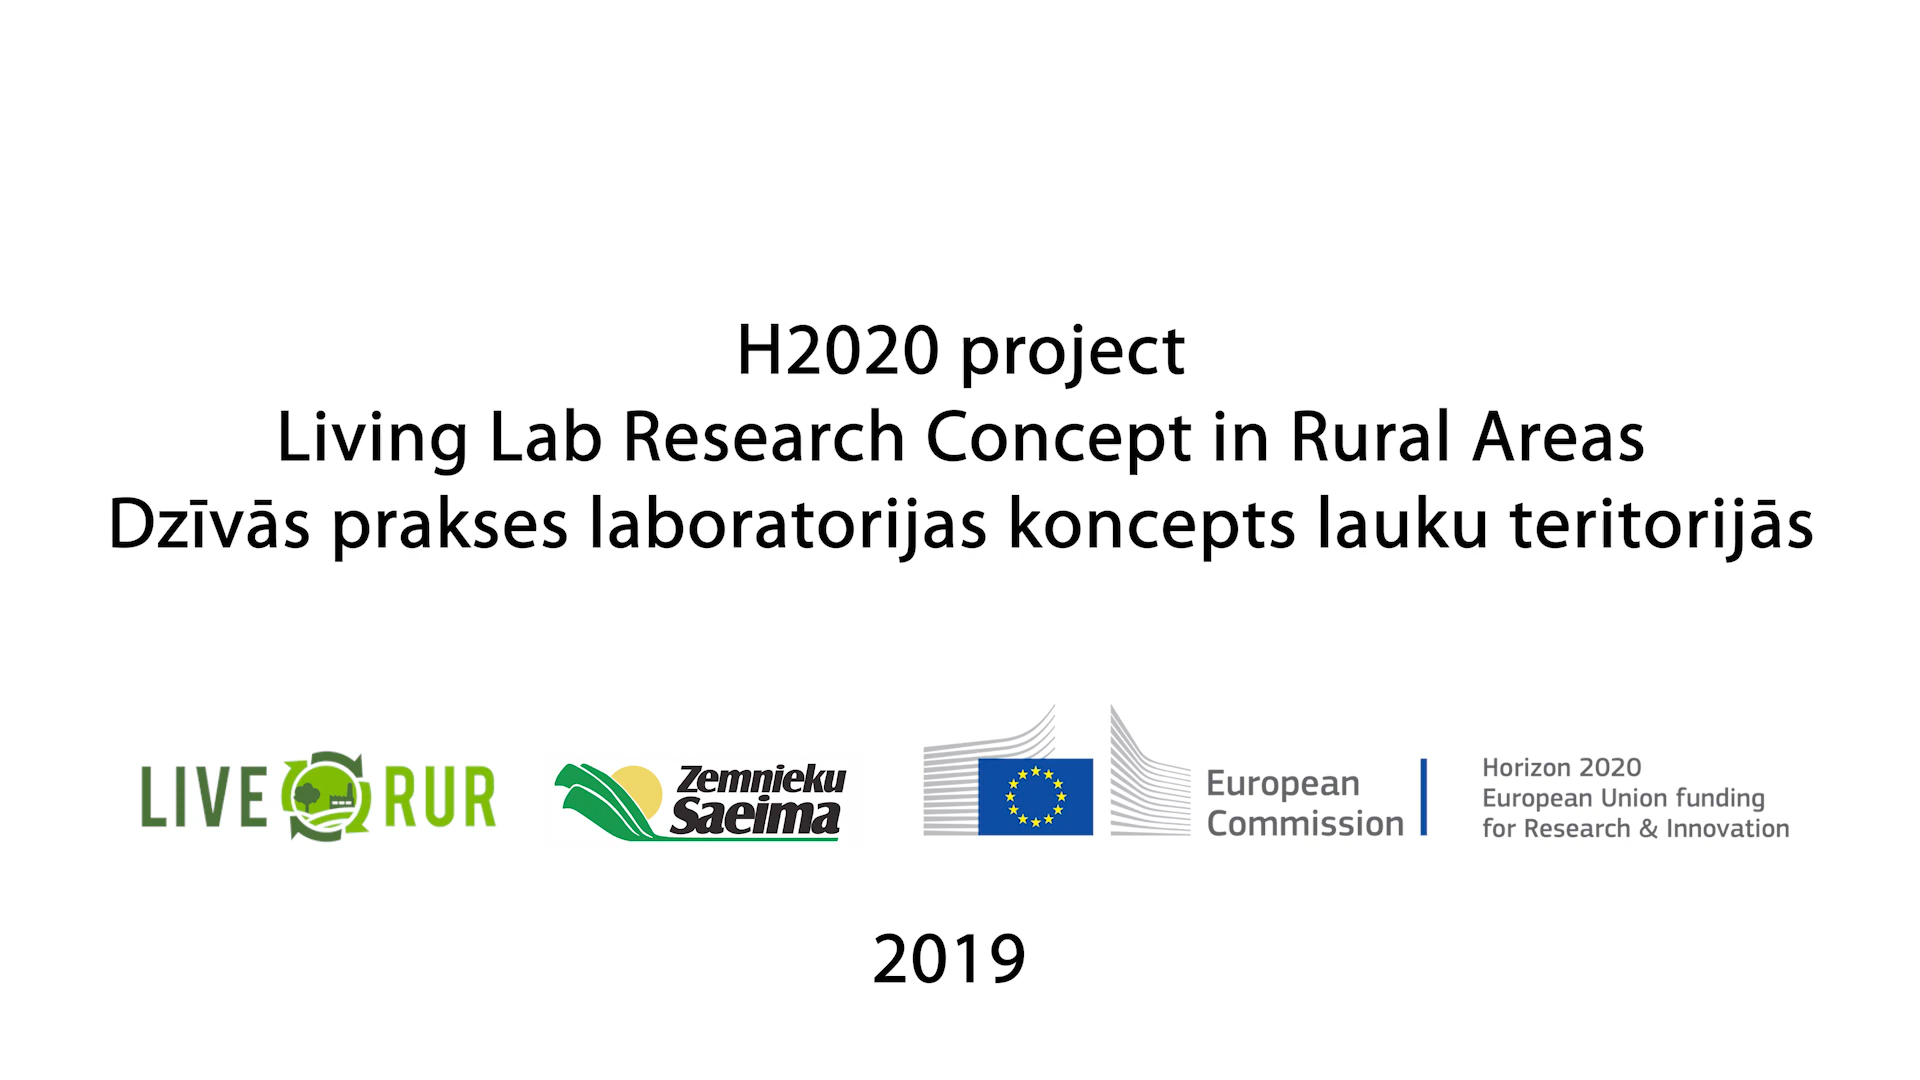 H2020 project
Living Lab Research Concept in Rural Areas
Dzīvās prakses laboratorijas koncepts lauku teritorijās
LIVE RUR
Zemnieku
Saeima
European
Commission
Horizon 2020
European Union funding
for Research & Innovation
2019